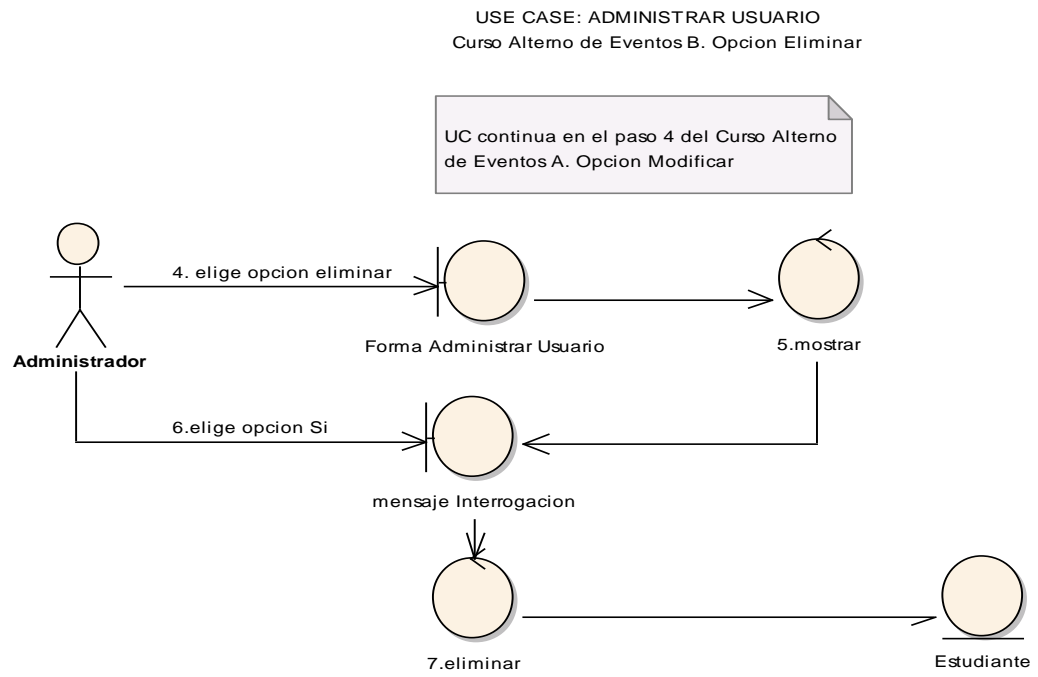 USE CASE: ADMINISTRAR USUARIO
Curso Alterno de Eventos B. Opcion Eliminar
UC continua en el paso 4 del Curso Alterno
de Eventos A. Opcion Modificar
4. elige opcion eliminar
Forma Administrar Usuario
5.mostrar
Administrador
6.elige opcion Si
mensaje Interrogacion
7.eliminar
Estudiante